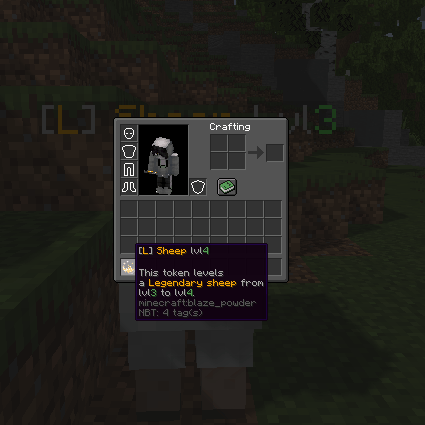 [L] Sheep lvl3
Crafting
[L] Sheep lvl4
This token levels
a Legendary sheep from
lvl3 to lvl4.
minecraft:blaze_powder
NBT: 4 tag(s)